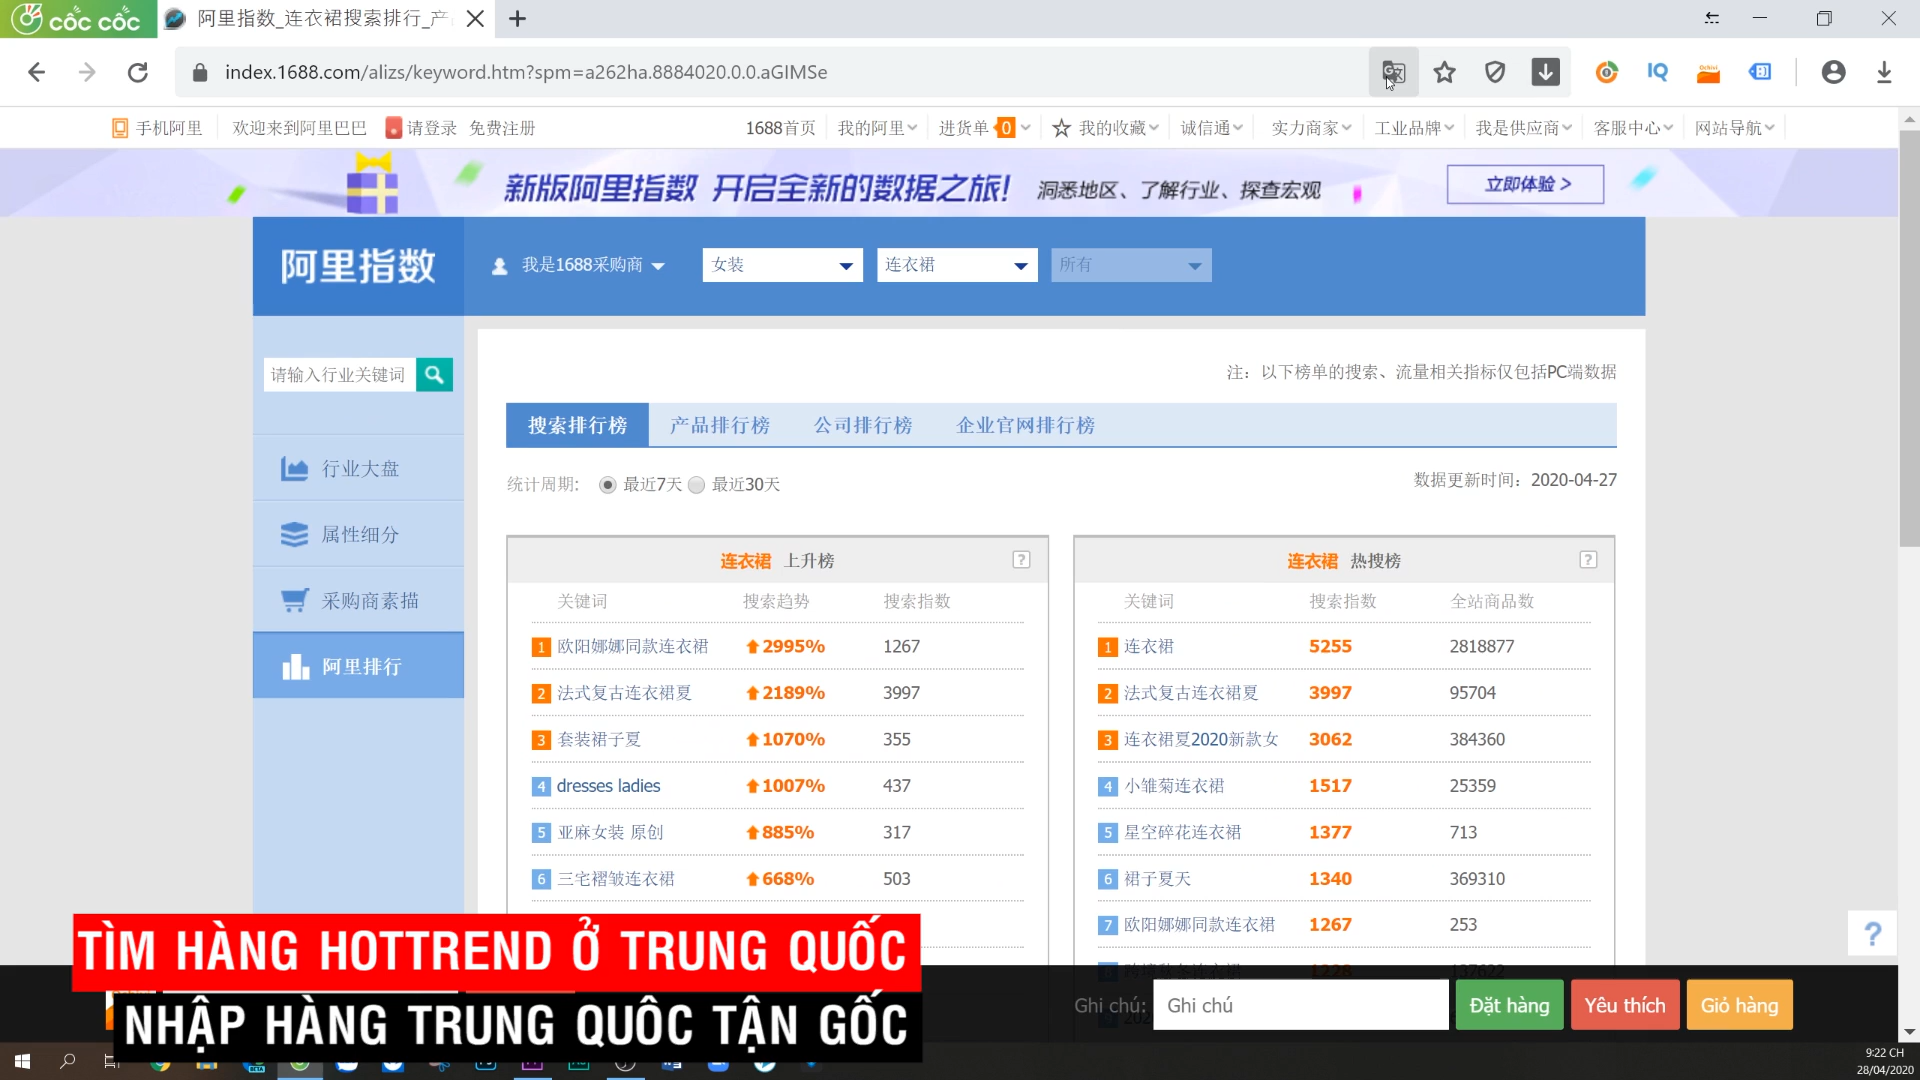 cốc cốc
阿里指数_连衣裙搜索排行_产
index.1688.com/alizs/keyword.htm?spm=a262ha.8884020.0.0.aGIMSe
IQ
手机阿里 欢迎来到阿里巴巴 请登录 免费注册 1688首页 我的阿里 进货单 0 我的收藏 诚信通 实力商家 工业品牌 我是供应商 客服中心 网站导航
新版阿里指数 开启全新的数据之旅! 洞悉地区、了解行业、探查宏观 立即体验 >
阿里指数 我是1688采购商 女装 连衣裙 所有
请输入行业关键词
注：以下榜单的搜索、流量相关指标仅包括PC端数据
搜索排行榜 产品排行榜 公司排行榜 企业官网排行榜
统计周期: 最近7天 最近30天 数据更新时间：2020-04-27
行业大盘
属性细分
采购商素描
阿里排行
连衣裙 上升榜 ?
关键词 搜索趋势 搜索指数
1 欧阳娜娜同款连衣裙 2995% 1267
2 法式复古连衣裙夏 2189% 3997
3 套装裙子夏 1070% 355
4 dresses ladies 1007% 437
5 亚麻女装 原创 885% 317
6 三宅褶皱连衣裙 668% 503
连衣裙 热搜榜 ?
关键词 搜索指数 全站商品数
1 连衣裙 5255 2818877
2 法式复古连衣裙夏 3997 95704
3 连衣裙夏2020新款女 3062 384360
4 小雏菊连衣裙 1517 25359
5 星空碎花连衣裙 1377 713
6 裙子夏天 1340 369310
7 欧阳娜娜同款连衣裙 1267 253
1228 137622
?
TÌM HÀNG HOTTREND Ở TRUNG QUỐC
NHẬP HÀNG TRUNG QUÔC TẬN GỐC
Ghi chú: Ghi chú Đặt hàng Yêu thích Giỏ hàng
9:22 CH
28/04/2020